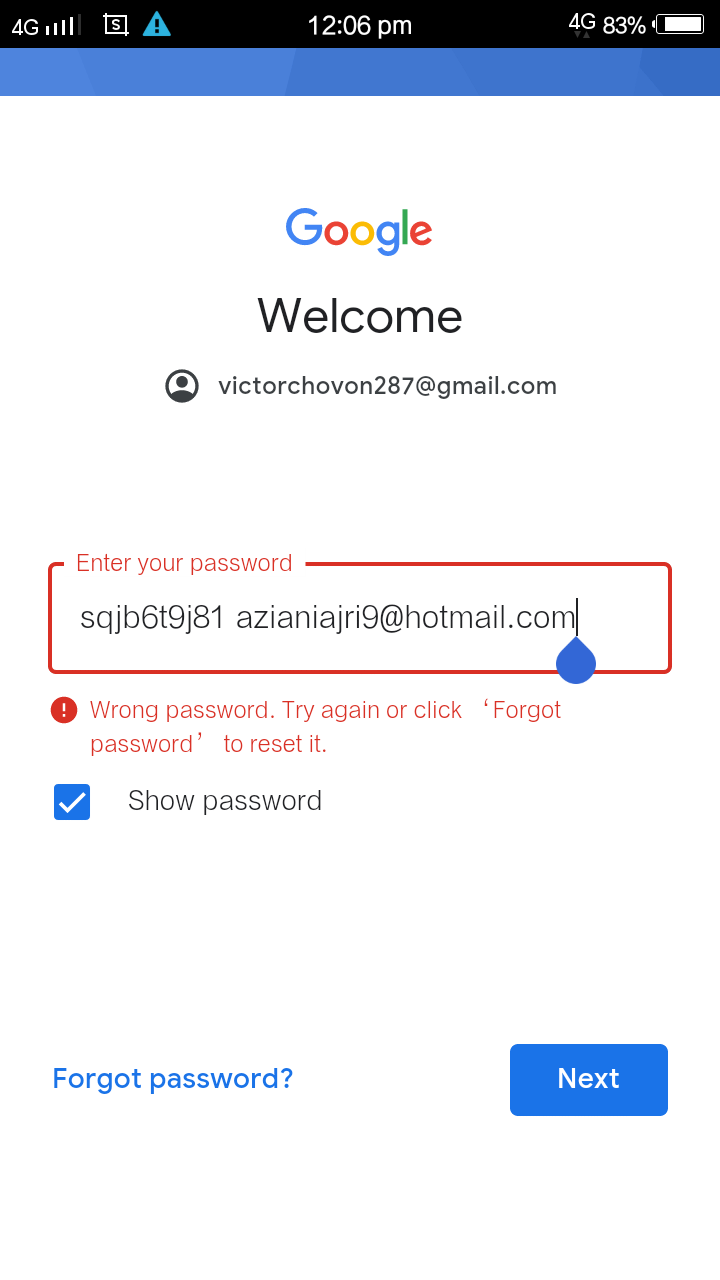 4G S 12:06 pm 4G 83%
Google
Welcome
victorchovon287@gmail.com
Enter your password
sqjb6t9j81 azianiajri9@hotmail.com
Wrong password. Try again or click ‘Forgot
password’ to reset it.
Show password
Forgot password? Next